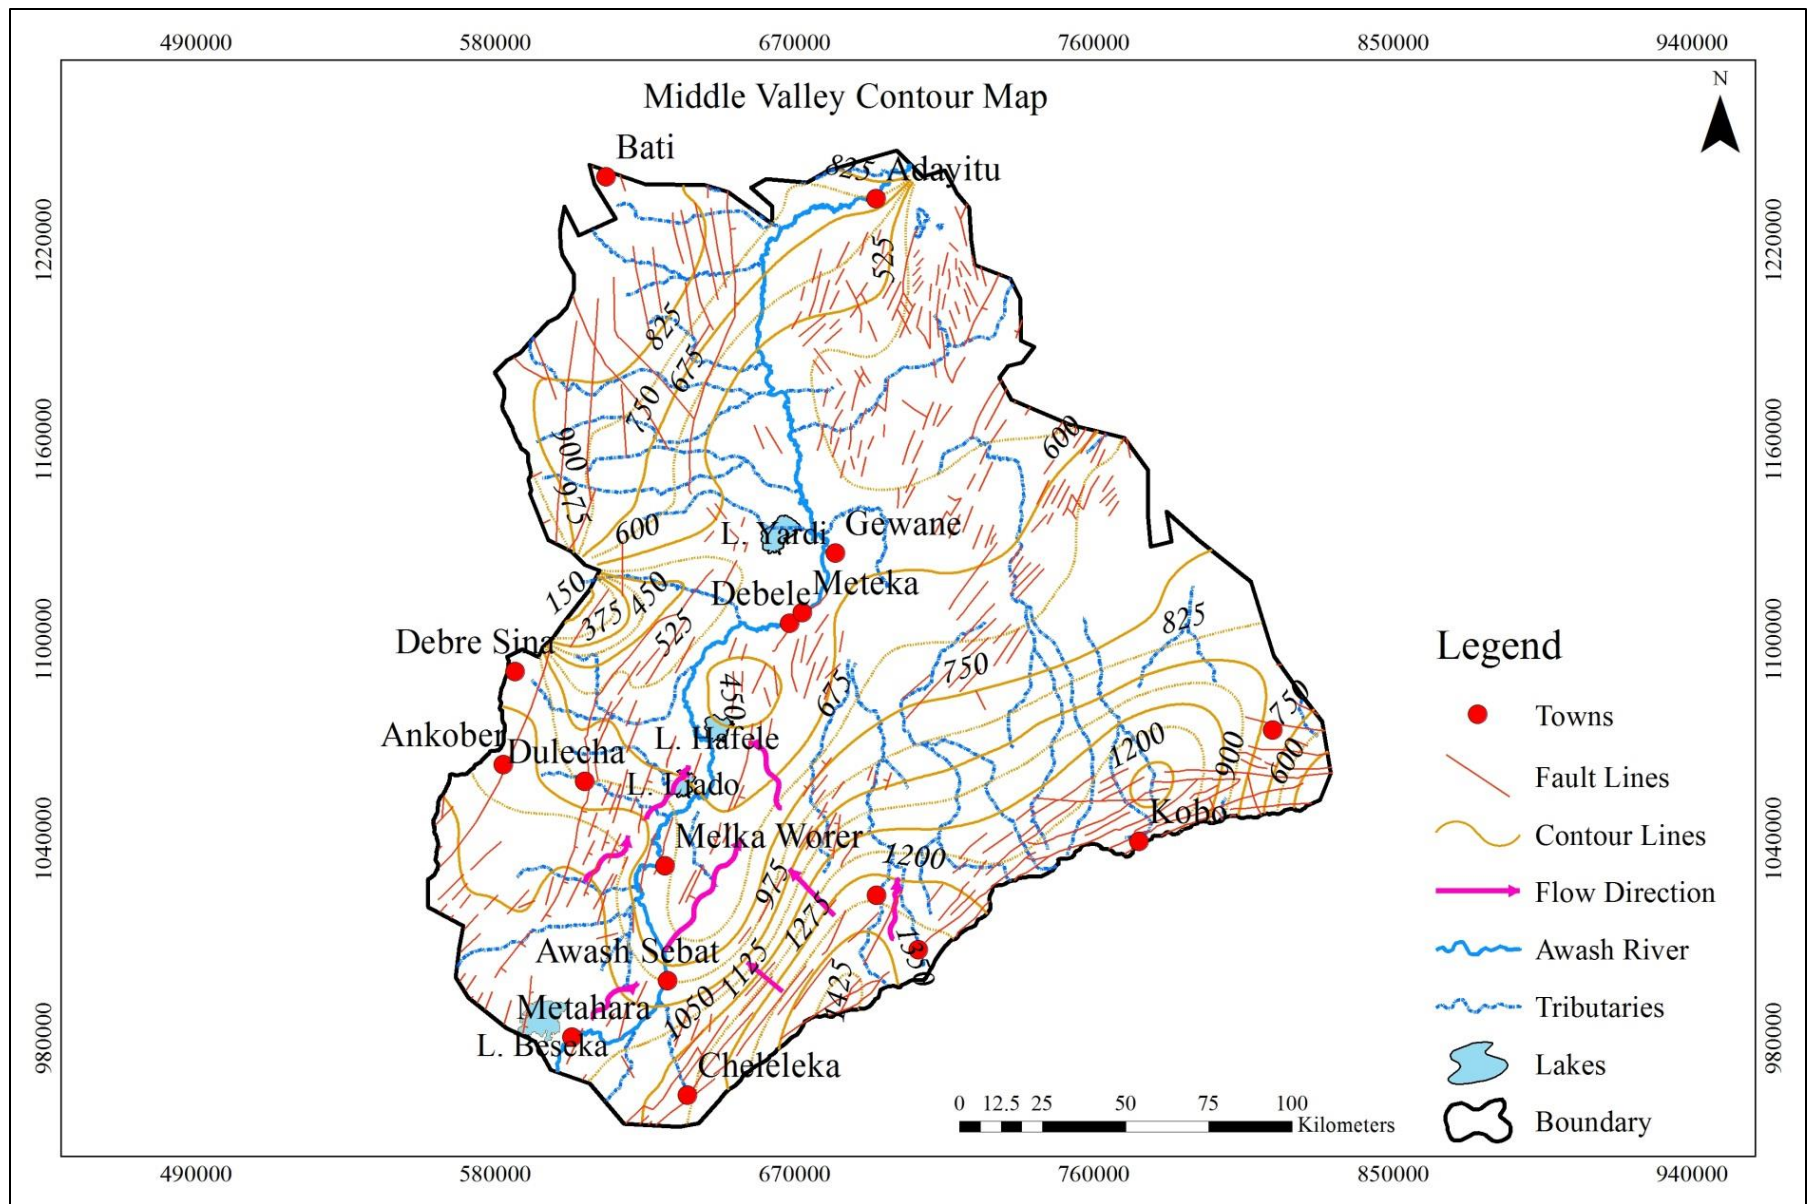 490000 580000 670000 760000 850000 940000
Middle Valley Contour Map
N
Bati
825
Adayitu
1220000
1220000
525
825
675
750
1160000
1160000
600
900
975
600
L. Yardi
Gewane
150
375
450
525
Debele
Meteka
1100000
1100000
825
Debre Sina
750
675
450
750
Legend
Towns
Ankober
Dulecha
L. Hafele
1200
900
600
Fault Lines
L. Liado
Kobo
Melka Worer
Contour Lines
1040000
1040000
1200
975
1275
Flow Direction
Awash Sebat
1125
1350
1425
Awash River
Metahara
1050
Tributaries
L. Beseka
980000
980000
Cheleleka
Lakes
0 12.5 25 50 75 100
Kilometers
Boundary
490000 580000 670000 760000 850000 940000